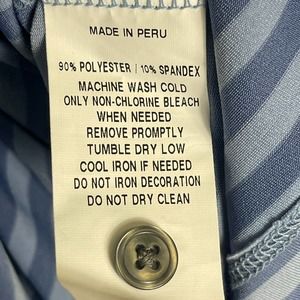 MADE IN PERU
90% POLYESTER / 10% SPANDEX
MACHINE WASH COLD
ONLY NON-CHLORINE BLEACH
WHEN NEEDED
REMOVE PROMPTLY
TUMBLE DRY LOW
COOL IRON IF NEEDED
DO NOT IRON DECORATION
DO NOT DRY CLEAN